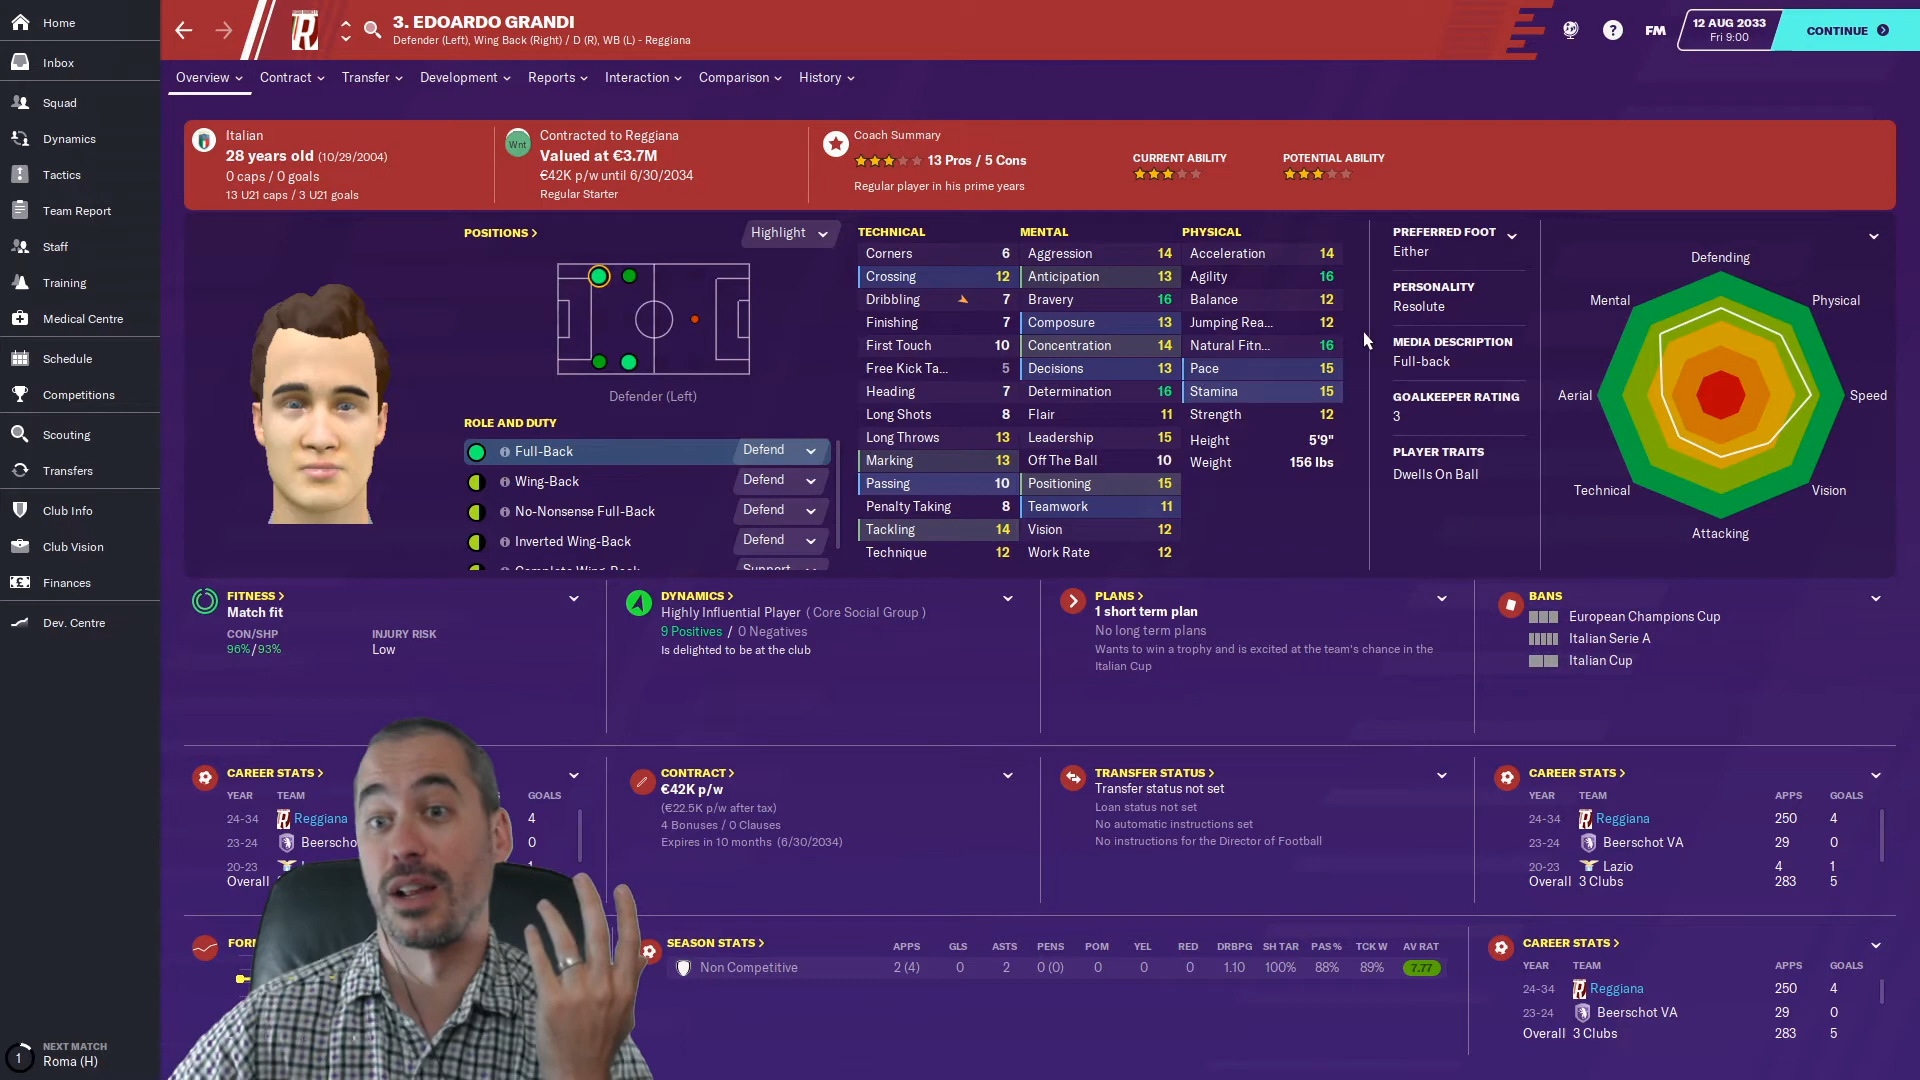 Home
Inbox
Squad
Dynamics
Tactics
Team Report
Staff
Training
Medical Centre
Schedule
Competitions
Scouting
Transfers
Club Info
Club Vision
Finances
Dev. Centre
1
NEXT MATCH
Roma (H)
3. EDOARDO GRANDI
Defender (Left), Wing Back (Right) / D (R), WB (L) - Reggiana
FM
12 AUG 2033
Fri 9:00
CONTINUE
Overview Contract Transfer Development Reports Interaction Comparison History
Italian
28 years old (10/29/2004)
0 caps / 0 goals
13 U21 caps / 3 U21 goals
Wnt
Contracted to Reggiana
Valued at €3.7M
€42K p/w until 6/30/2034
Regular Starter
Coach Summary
13 Pros / 5 Cons
Regular player in his prime years
CURRENT ABILITY
POTENTIAL ABILITY
POSITIONS >
Highlight
Defender (Left)
ROLE AND DUTY
Full-Back Defend
Wing-Back Defend
No-Nonsense Full-Back Defend
Inverted Wing-Back Defend
Complete Wing-Back Support
TECHNICAL
Corners 6
Crossing 12
Dribbling 7
Finishing 7
First Touch 10
Free Kick Ta... 5
Heading 7
Long Shots 8
Long Throws 13
Marking 13
Passing 10
Penalty Taking 8
Tackling 14
Technique 12
MENTAL
Aggression 14
Anticipation 13
Bravery 16
Composure 13
Concentration 14
Decisions 13
Determination 16
Flair 11
Leadership 15
Off The Ball 10
Positioning 15
Teamwork 11
Vision 12
Work Rate 12
PHYSICAL
Acceleration 14
Agility 16
Balance 12
Jumping Rea... 12
Natural Fitn... 16
Pace 15
Stamina 15
Strength 12
Height 5'9"
Weight 156 lbs
PREFERRED FOOT
Either
PERSONALITY
Resolute
MEDIA DESCRIPTION
Full-back
GOALKEEPER RATING
3
PLAYER TRAITS
Dwells On Ball
Defending
Mental
Physical
Aerial
Speed
Technical
Vision
Attacking
FITNESS >
Match fit
CON/SHP
96%/93%
INJURY RISK
Low
DYNAMICS >
Highly Influential Player ( Core Social Group )
9 Positives / 0 Negatives
Is delighted to be at the club
PLANS >
1 short term plan
No long term plans
Wants to win a trophy and is excited at the team's chance in the
Italian Cup
BANS
European Champions Cup
Italian Serie A
Italian Cup
CAREER STATS >
YEAR TEAM GOALS
24-34 Reggiana 4
23-24 Beerscho 0
20-23
Overall
CONTRACT >
€42K p/w
(€22.5K p/w after tax)
4 Bonuses / 0 Clauses
Expires in 10 months (6/30/2034)
TRANSFER STATUS >
Transfer status not set
Loan status not set
No automatic instructions set
No instructions for the Director of Football
CAREER STATS >
YEAR TEAM APPS GOALS
24-34 Reggiana 250 4
23-24 Beerschot VA 29 0
20-23 Lazio 4 1
Overall 3 Clubs 283 5
FORM
SEASON STATS > APPS GLS ASTS PENS POM YEL RED DRBPG SH TAR PAS % TCK W AV RAT
Non Competitive 2 (4) 0 2 0 (0) 0 0 0 1.10 100% 88% 89% 7.77
CAREER STATS >
YEAR TEAM APPS GOALS
24-34 Reggiana 250 4
23-24 Beerschot VA 29 0
Overall 3 Clubs 283 5